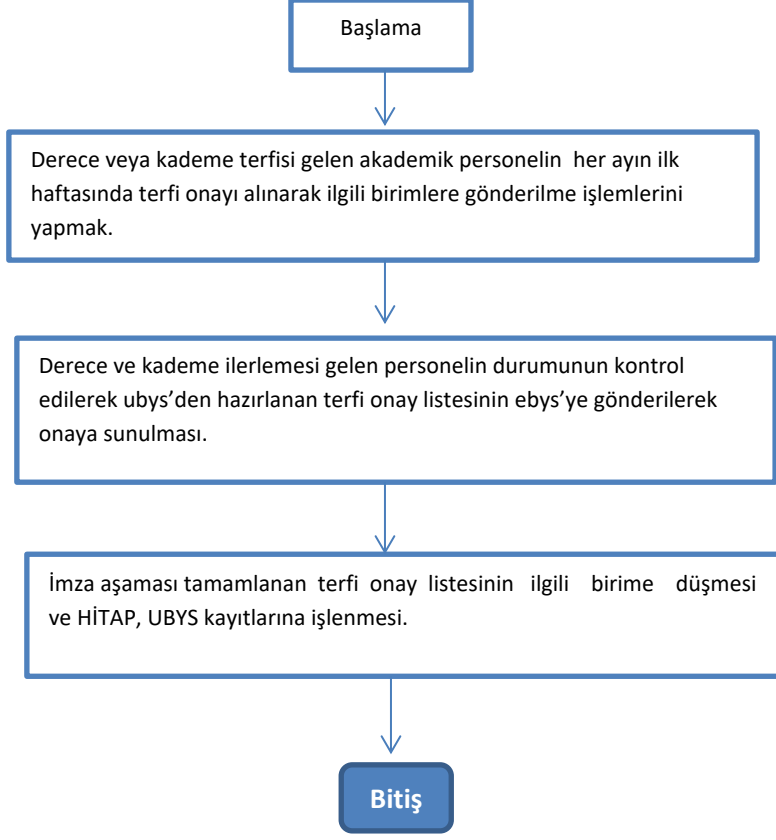 Başlama
Derece veya kademe terfisi gelen akademik personelin her ayın ilk
haftasında terfi onayı alınarak ilgili birimlere gönderilme işlemlerini
yapmak.
Derece ve kademe ilerlemesi gelen personelin durumunun kontrol
edilerek ubys’den hazırlanan terfi onay listesinin ebys’ye gönderilerek
onaya sunulması.
İmza aşaması tamamlanan terfi onay listesinin ilgili birime düşmesi
ve HİTAP, UBYS kayıtlarına işlenmesi.
Bitiş